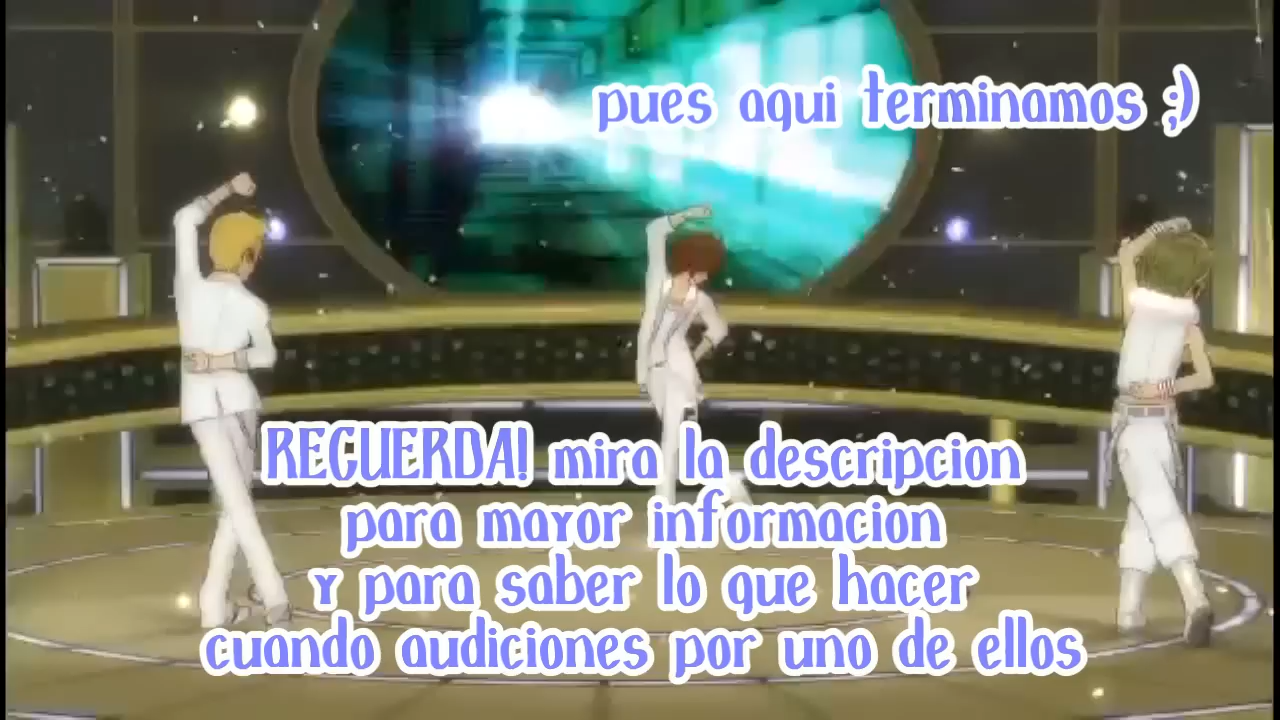 pues aqui terminamos ;)
RECUERDA! mira la descripcion
para mayor informacion
y para saber lo que hacer
cuando audiciones por uno de ellos